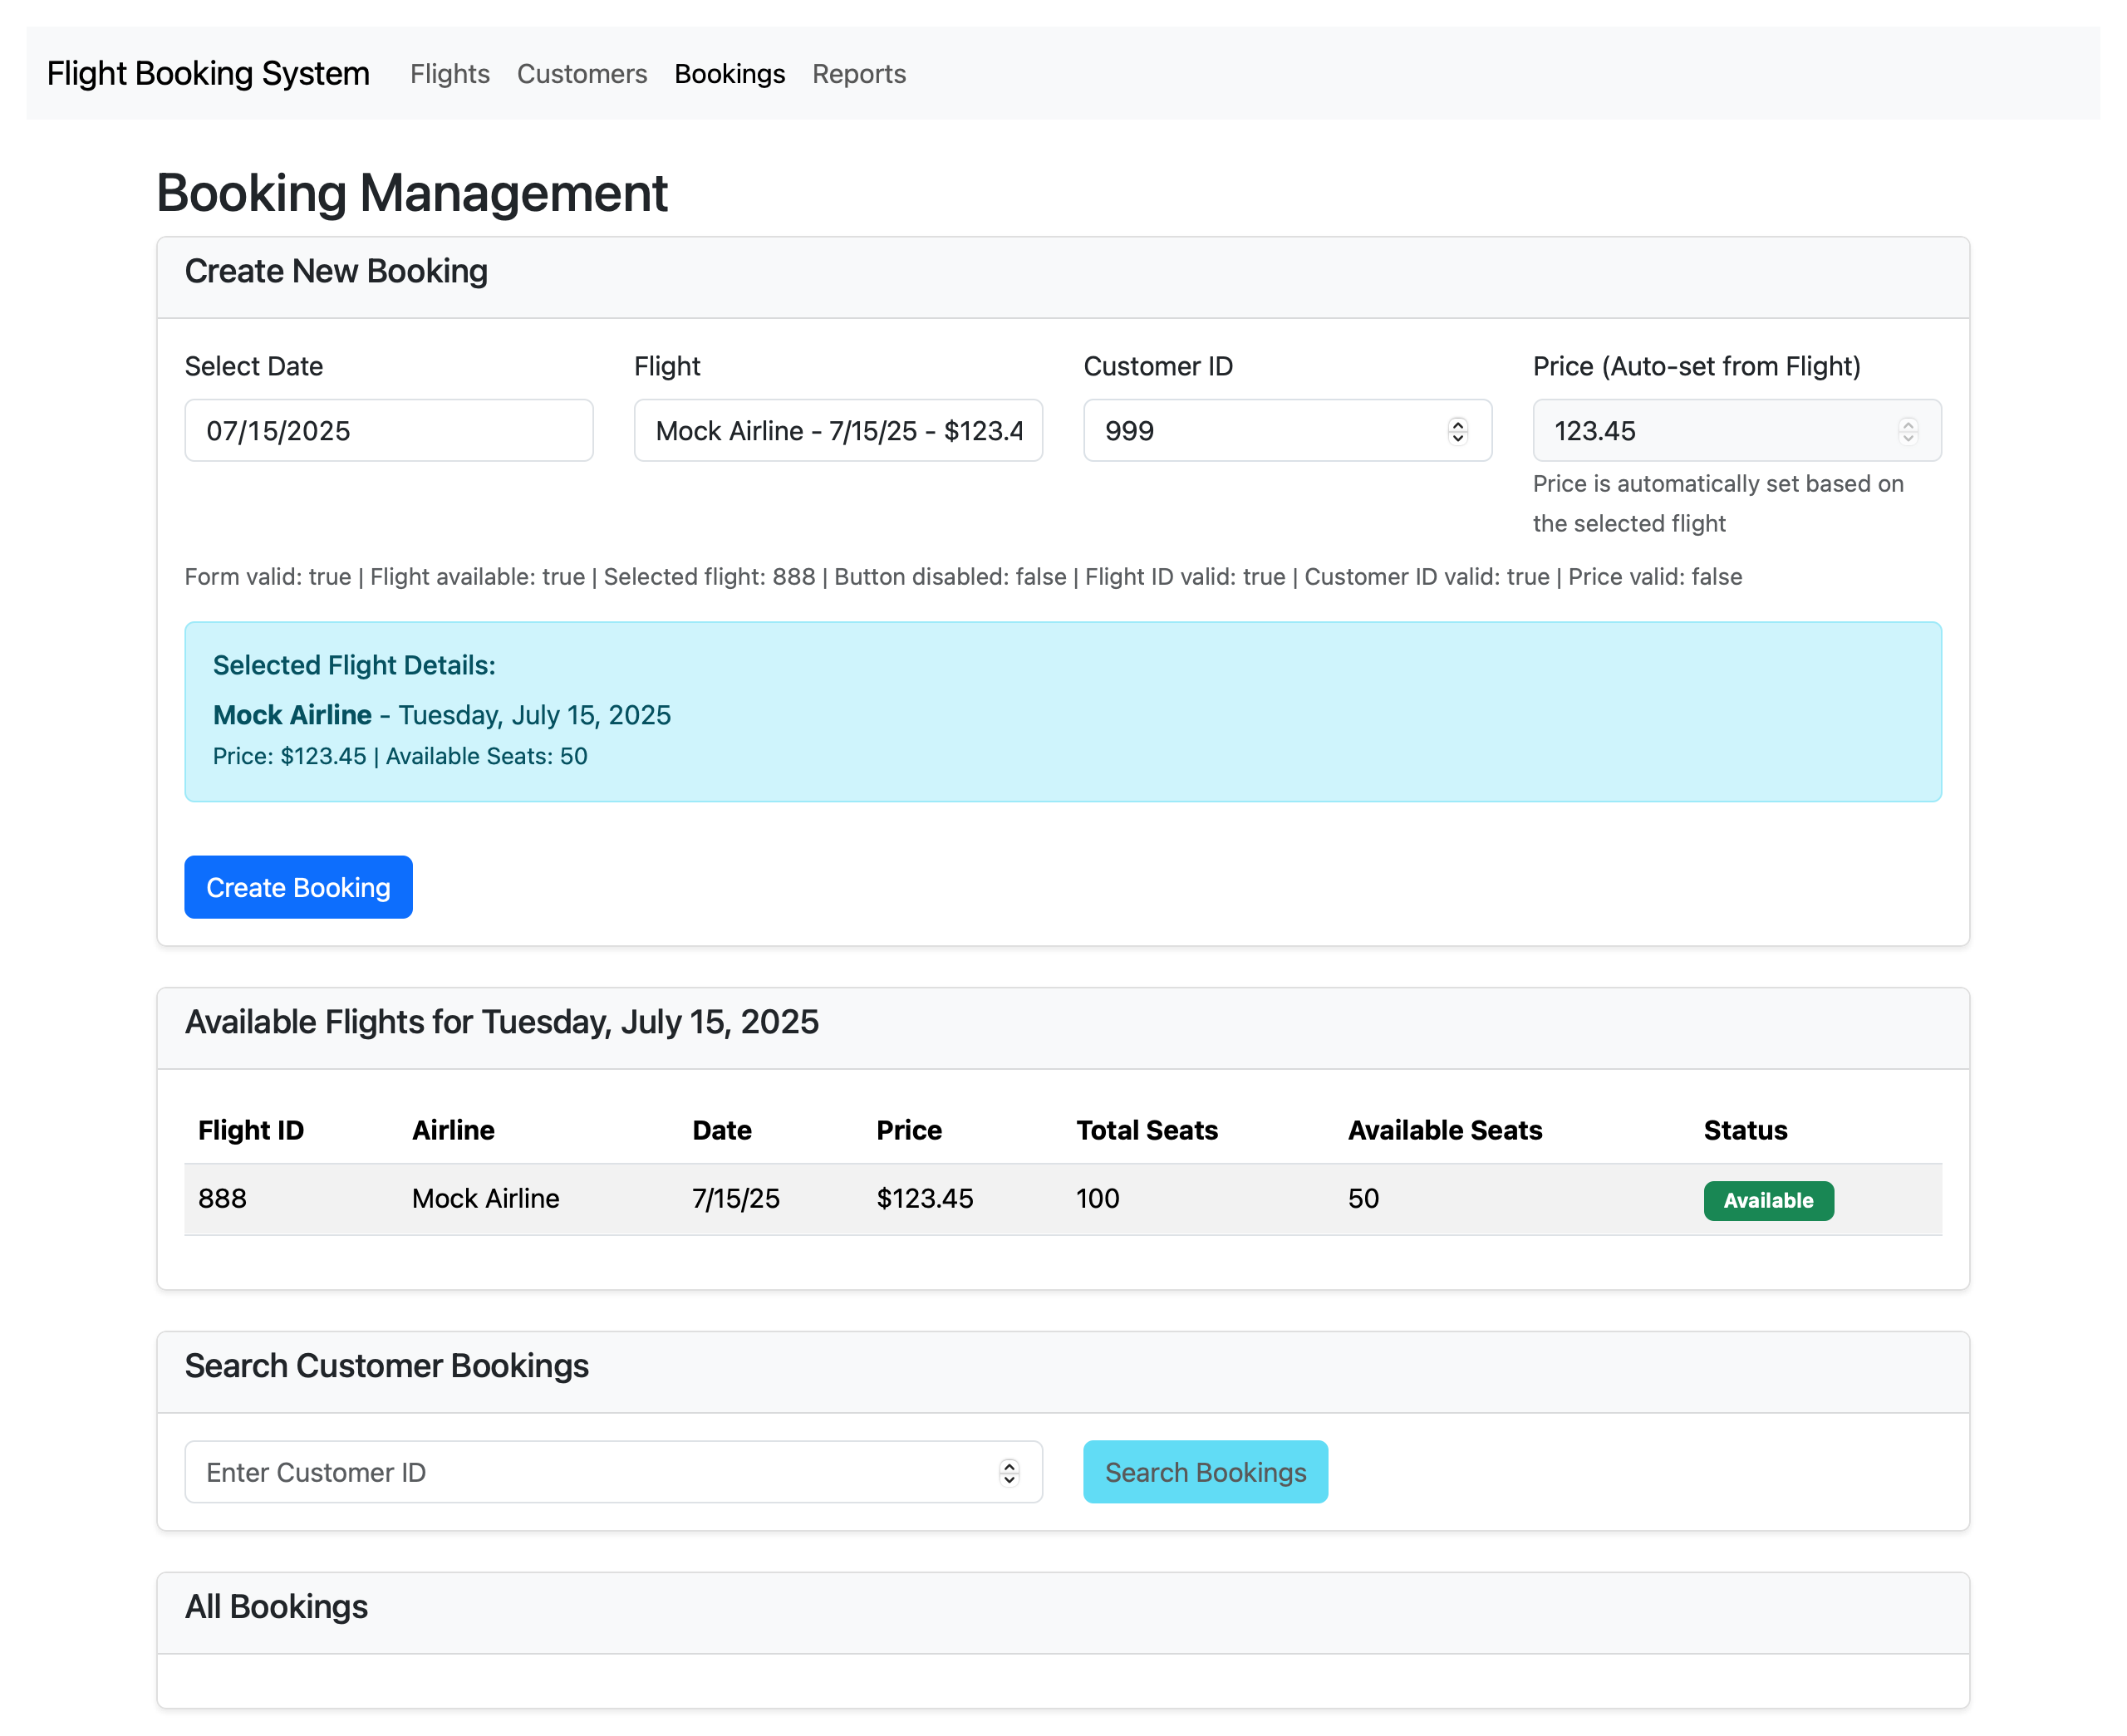 Flight Booking System Flights Customers Bookings Reports
Booking Management
Create New Booking
Select Date Flight Customer ID Price (Auto-set from Flight)
07/15/2025 Mock Airline - 7/15/25 - $123.4 999 123.45
Price is automatically set based on
the selected flight
Form valid: true | Flight available: true | Selected flight: 888 | Button disabled: false | Flight ID valid: true | Customer ID valid: true | Price valid: false
Selected Flight Details:
Mock Airline - Tuesday, July 15, 2025
Price: $123.45 | Available Seats: 50
Create Booking
Available Flights for Tuesday, July 15, 2025
Flight ID Airline Date Price Total Seats Available Seats Status
888 Mock Airline 7/15/25 $123.45 100 50 Available
Search Customer Bookings
Enter Customer ID Search Bookings
All Bookings